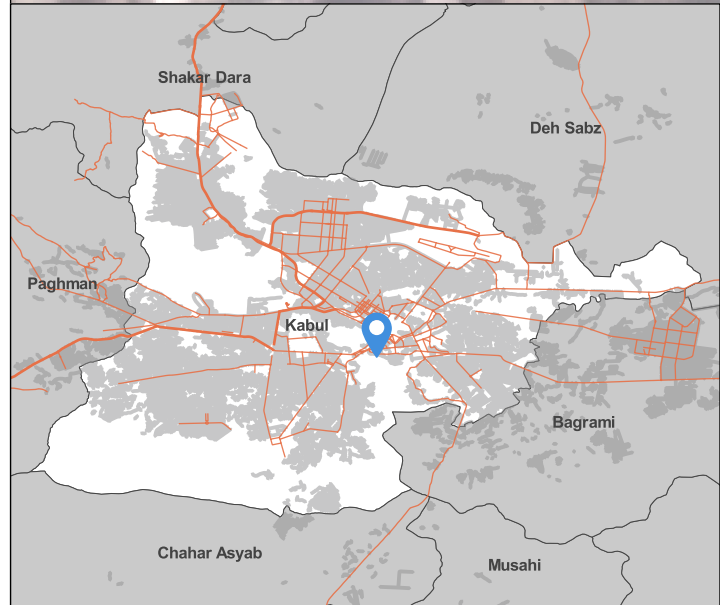 Shakar Dara
Deh Sabz
Paghman
Kabul
Bagrami
Chahar Asyab
Musahi